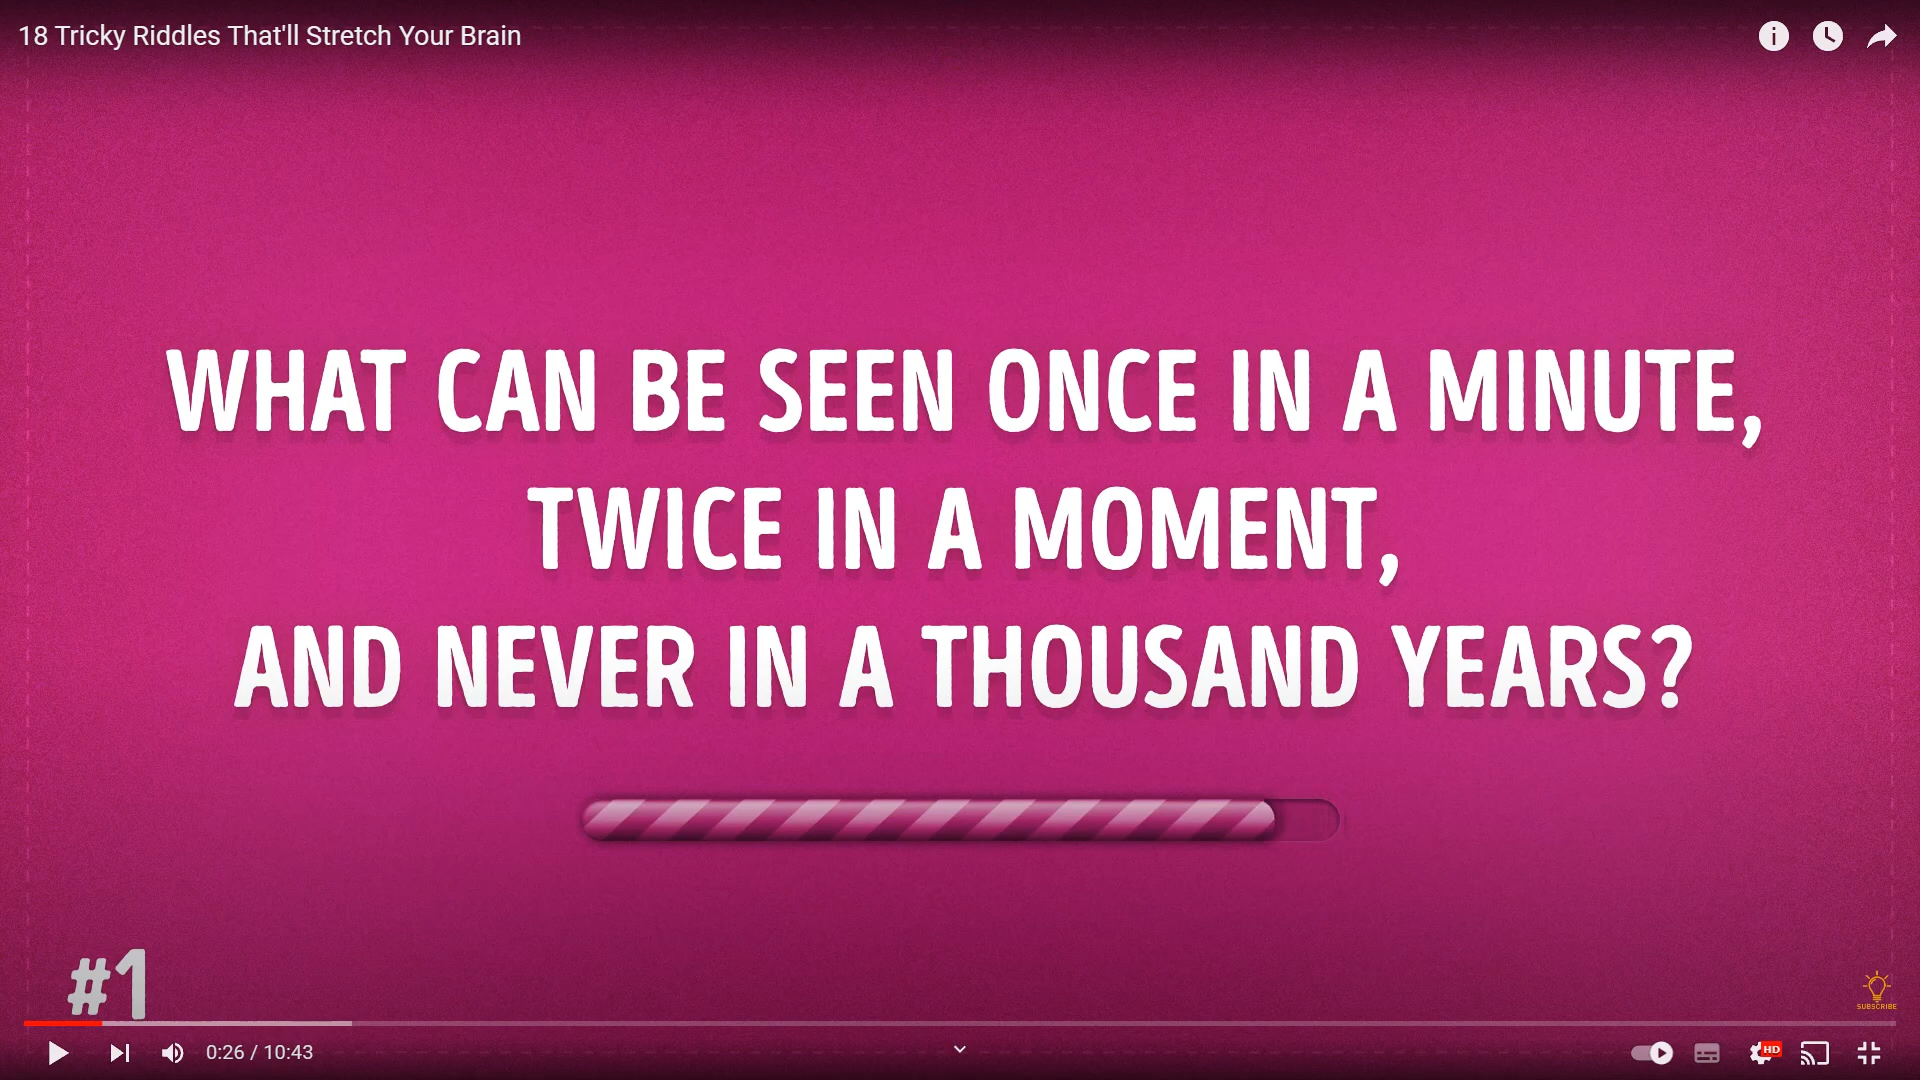 18 Tricky Riddles That'll Stretch Your Brain
WHAT CAN BE SEEN ONCE IN A MINUTE,
TWICE IN A MOMENT,
AND NEVER IN A THOUSAND YEARS?
#1
SUBSCRIBE
0:26 / 10:43
HD